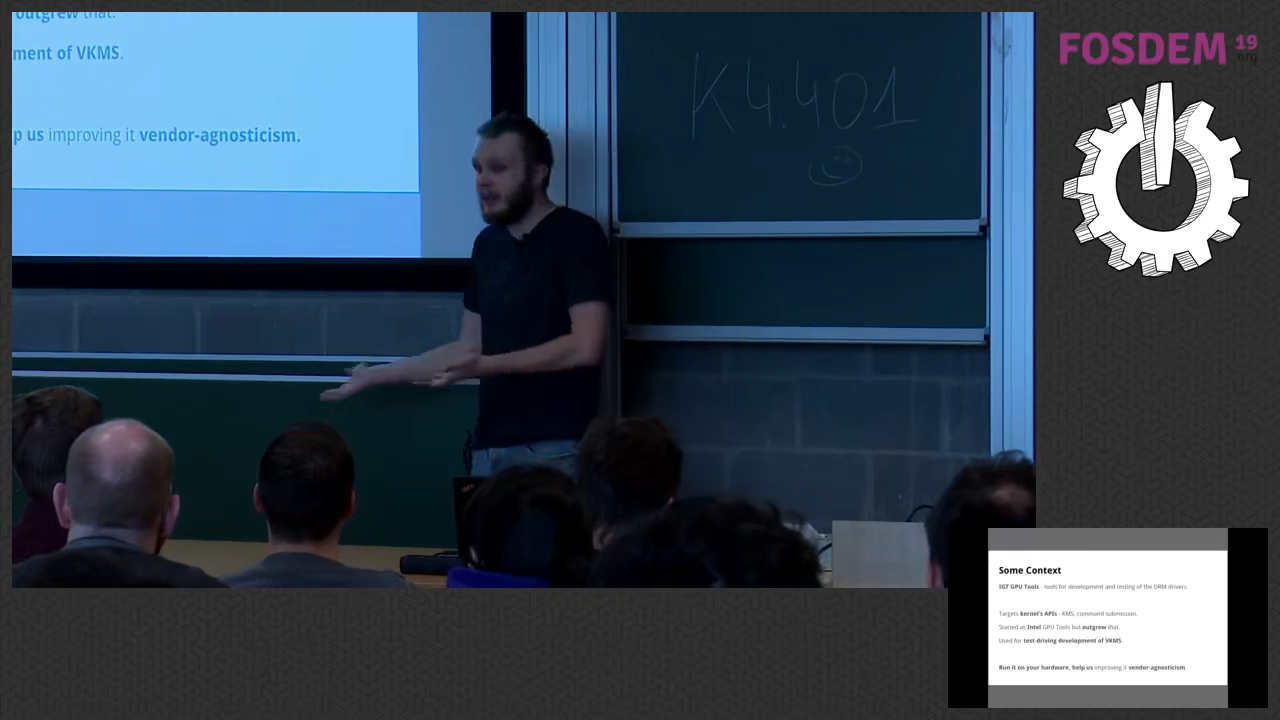 outgrew that.
ment of VKMS.
p us improving it vendor-agnosticism.
K4.401
FOSDEM 19
.org
Some Context
IGT GPU Tools - tools for development and testing of the DRM drivers.
Targets kernel's APIs - KMS, command submission.
Started as Intel GPU Tools but outgrew that.
Used for test-driving development of VKMS.
Run it on your hardware, help us improving it vendor-agnosticism.